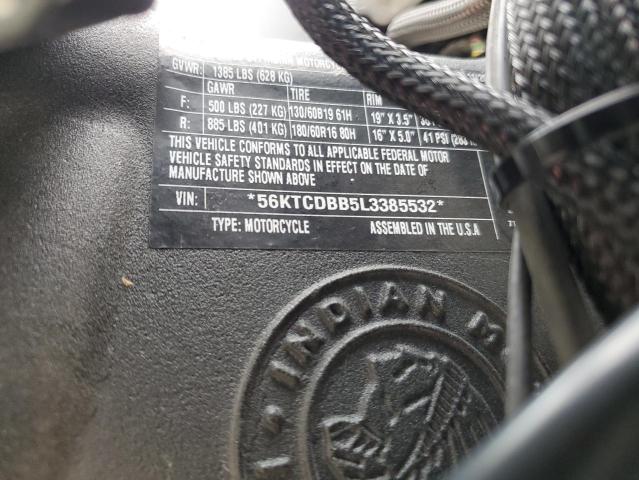 MOTORCYCLE
GVWR: 1385 LBS (628 KG)
GAWR TIRE RIM
F: 500 LBS (227 KG) 130/60B19 61H 19" X 3.5"
R: 885 LBS (401 KG) 180/60R16 80H 16" X 5.0" 41 PSI
THIS VEHICLE CONFORMS TO ALL APPLICABLE FEDERAL MOTOR
VEHICLE SAFETY STANDARDS IN EFFECT ON THE DATE OF
MANUFACTURE SHOWN ABOVE
VIN: *56KTCDBB5L3385532*
TYPE: MOTORCYCLE ASSEMBLED IN THE U.S.A
INDIAN